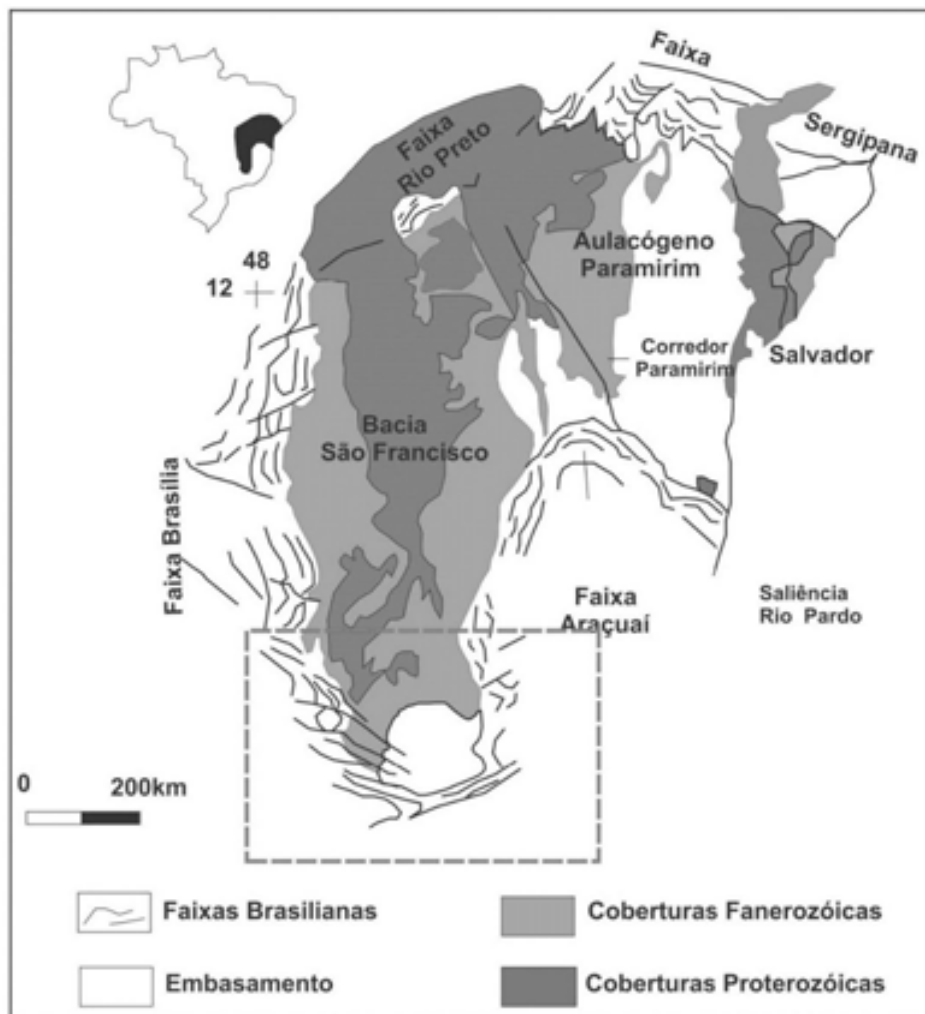 Faixa
Sergipana
Faixa
Rio Preto
Aulacógeno
Paramirim
48
12
Corredor
Paramirim
Salvador
Bacia
São Francisco
Faixa Brasília
Faixa
Araçuaí
Saliência
Rio Pardo
0 200km
Faixas Brasilianas
Coberturas Fanerozóicas
Embasamento
Coberturas Proterozóicas